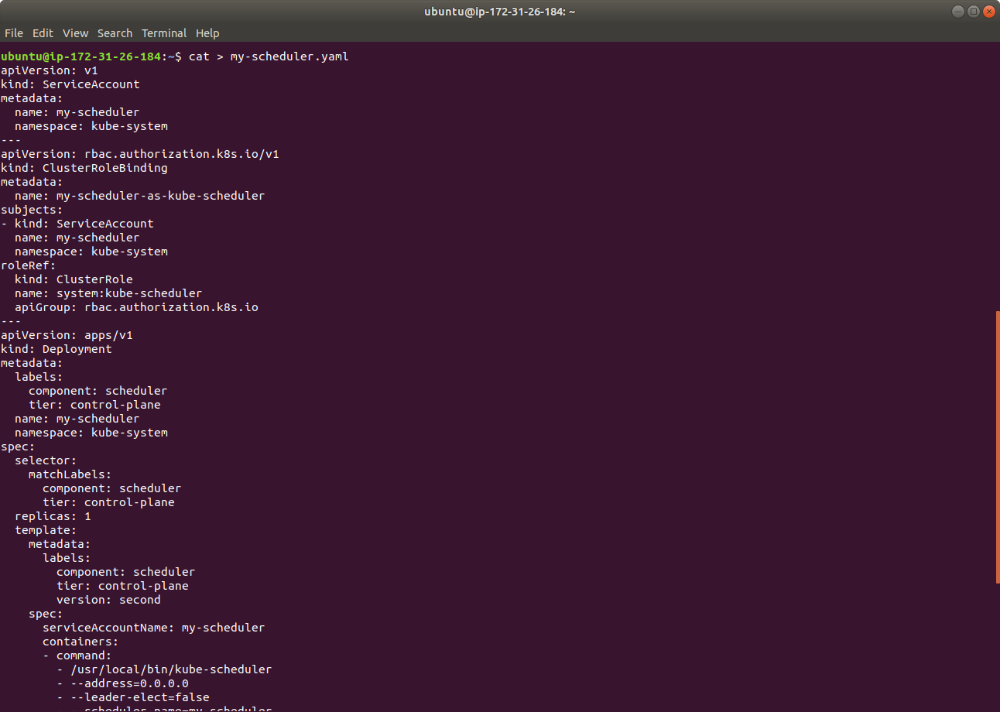 ubuntu@ip-172-31-26-184: ~
File Edit View Search Terminal Help
ubuntu@ip-172-31-26-184:~$ cat > my-scheduler.yaml
apiVersion: v1
kind: ServiceAccount
metadata:
  name: my-scheduler
  namespace: kube-system
---
apiVersion: rbac.authorization.k8s.io/v1
kind: ClusterRoleBinding
metadata:
  name: my-scheduler-as-kube-scheduler
subjects:
- kind: ServiceAccount
  name: my-scheduler
  namespace: kube-system
roleRef:
  kind: ClusterRole
  name: system:kube-scheduler
  apiGroup: rbac.authorization.k8s.io
---
apiVersion: apps/v1
kind: Deployment
metadata:
  labels:
    component: scheduler
    tier: control-plane
  name: my-scheduler
  namespace: kube-system
spec:
  selector:
    matchLabels:
      component: scheduler
      tier: control-plane
  replicas: 1
  template:
    metadata:
      labels:
        component: scheduler
        tier: control-plane
        version: second
    spec:
      serviceAccountName: my-scheduler
      containers:
      - command:
        - /usr/local/bin/kube-scheduler
        - --address=0.0.0.0
        - --leader-elect=false
        - --scheduler-name=my-scheduler